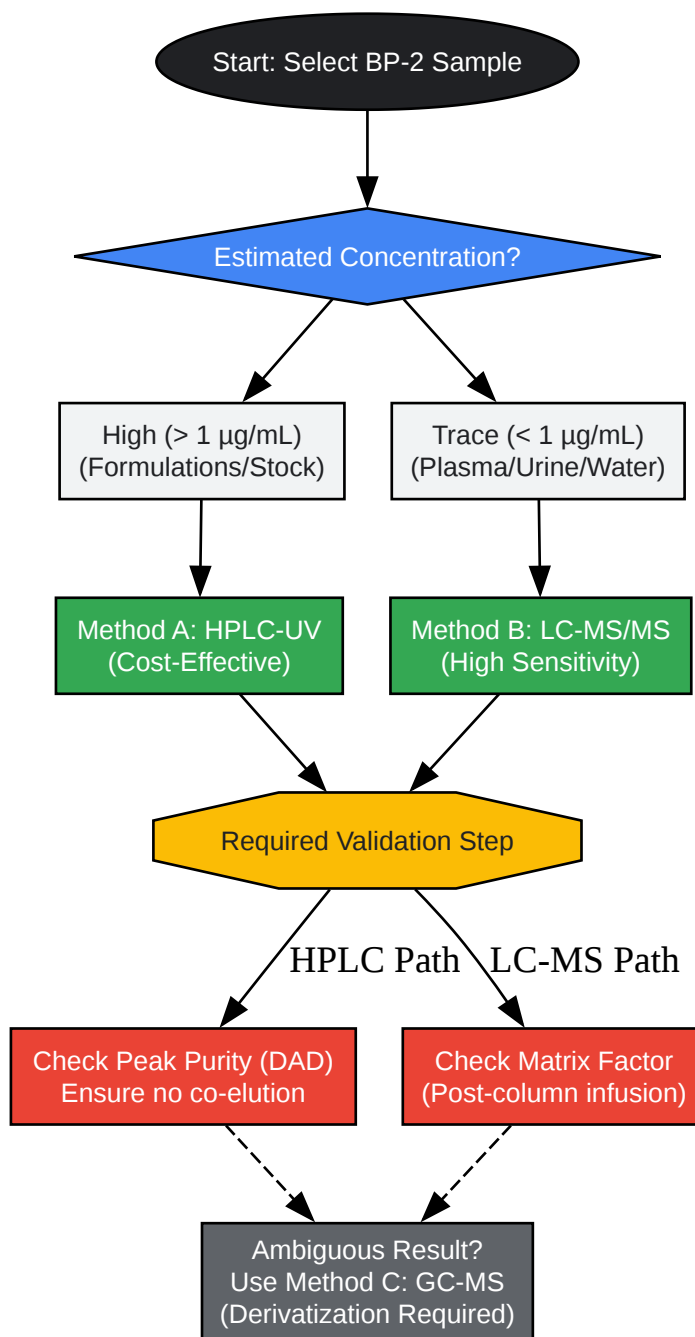 Start: Select BP-2 Sample
Estimated Concentration?
High (> 1 µg/mL)
(Formulations/Stock)
Trace (< 1 µg/mL)
(Plasma/Urine/Water)
Method A: HPLC-UV
(Cost-Effective)
Method B: LC-MS/MS
(High Sensitivity)
Required Validation Step
HPLC Path
LC-MS Path
Check Peak Purity (DAD)
Ensure no co-elution
Check Matrix Factor
(Post-column infusion)
Ambiguous Result?
Use Method C: GC-MS
(Derivatization Required)